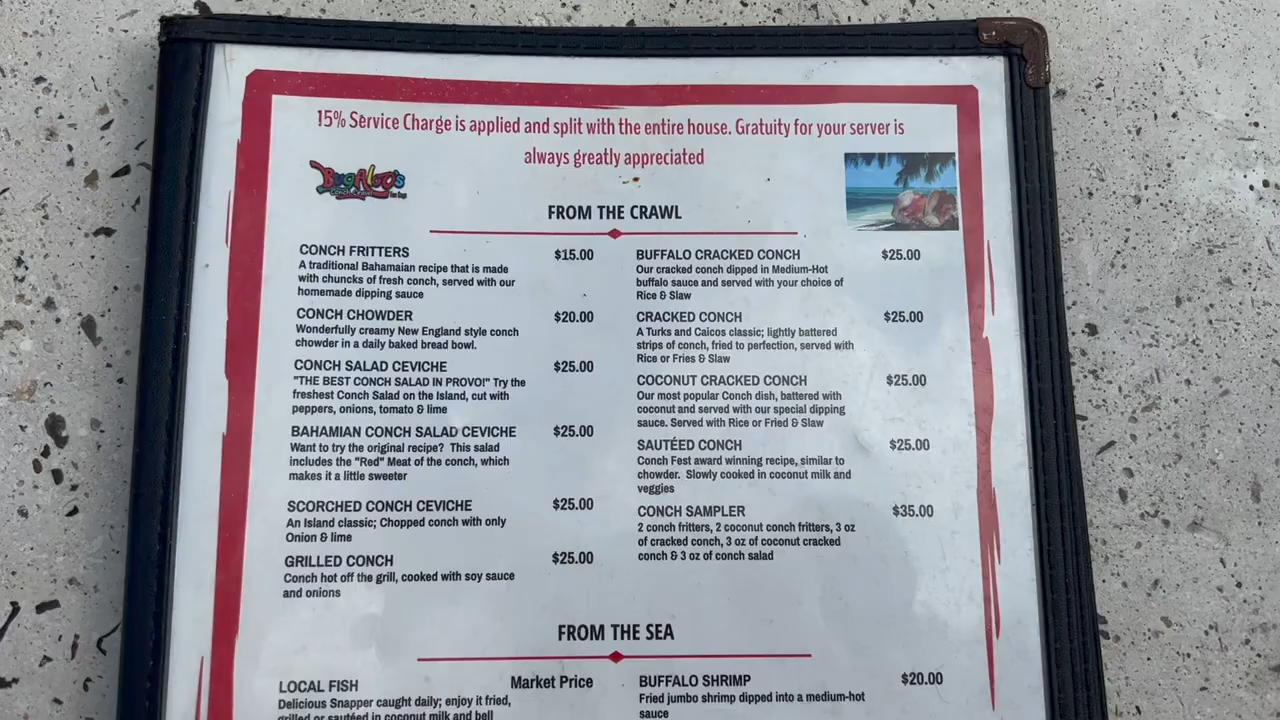 15% Service Charge is applied and split with the entire house. Gratuity for your server is
always greatly appreciated
BugAloo's
Conch Crawl
FROM THE CRAWL
CONCH FRITTERS $15.00
A traditional Bahamaian recipe that is made
with chuncks of fresh conch, served with our
homemade dipping sauce
CONCH CHOWDER $20.00
Wonderfully creamy New England style conch
chowder in a daily baked bread bowl.
CONCH SALAD CEVICHE $25.00
"THE BEST CONCH SALAD IN PROVO!" Try the
freshest Conch Salad on the Island, cut with
peppers, onions, tomato & lime
BAHAMIAN CONCH SALAD CEVICHE $25.00
Want to try the original recipe? This salad
includes the "Red" Meat of the conch, which
makes it a little sweeter
SCORCHED CONCH CEVICHE $25.00
An Island classic; Chopped conch with only
Onion & lime
GRILLED CONCH $25.00
Conch hot off the grill, cooked with soy sauce
and onions
BUFFALO CRACKED CONCH $25.00
Our cracked conch dipped in Medium-Hot
buffalo sauce and served with your choice of
Rice & Slaw
CRACKED CONCH $25.00
A Turks and Caicos classic; lightly battered
strips of conch, fried to perfection, served with
Rice or Fries & Slaw
COCONUT CRACKED CONCH $25.00
Our most popular Conch dish, battered with
coconut and served with our special dipping
sauce. Served with Rice or Fried & Slaw
SAUTÉED CONCH $25.00
Conch Fest award winning recipe, similar to
chowder. Slowly cooked in coconut milk and
veggies
CONCH SAMPLER $35.00
2 conch fritters, 2 coconut conch fritters, 3 oz
of cracked conch, 3 oz of coconut cracked
conch & 3 oz of conch salad
FROM THE SEA
LOCAL FISH Market Price
Delicious Snapper caught daily; enjoy it fried,
grilled or sautéed in coconut milk and bell
BUFFALO SHRIMP $20.00
Fried jumbo shrimp dipped into a medium-hot
sauce